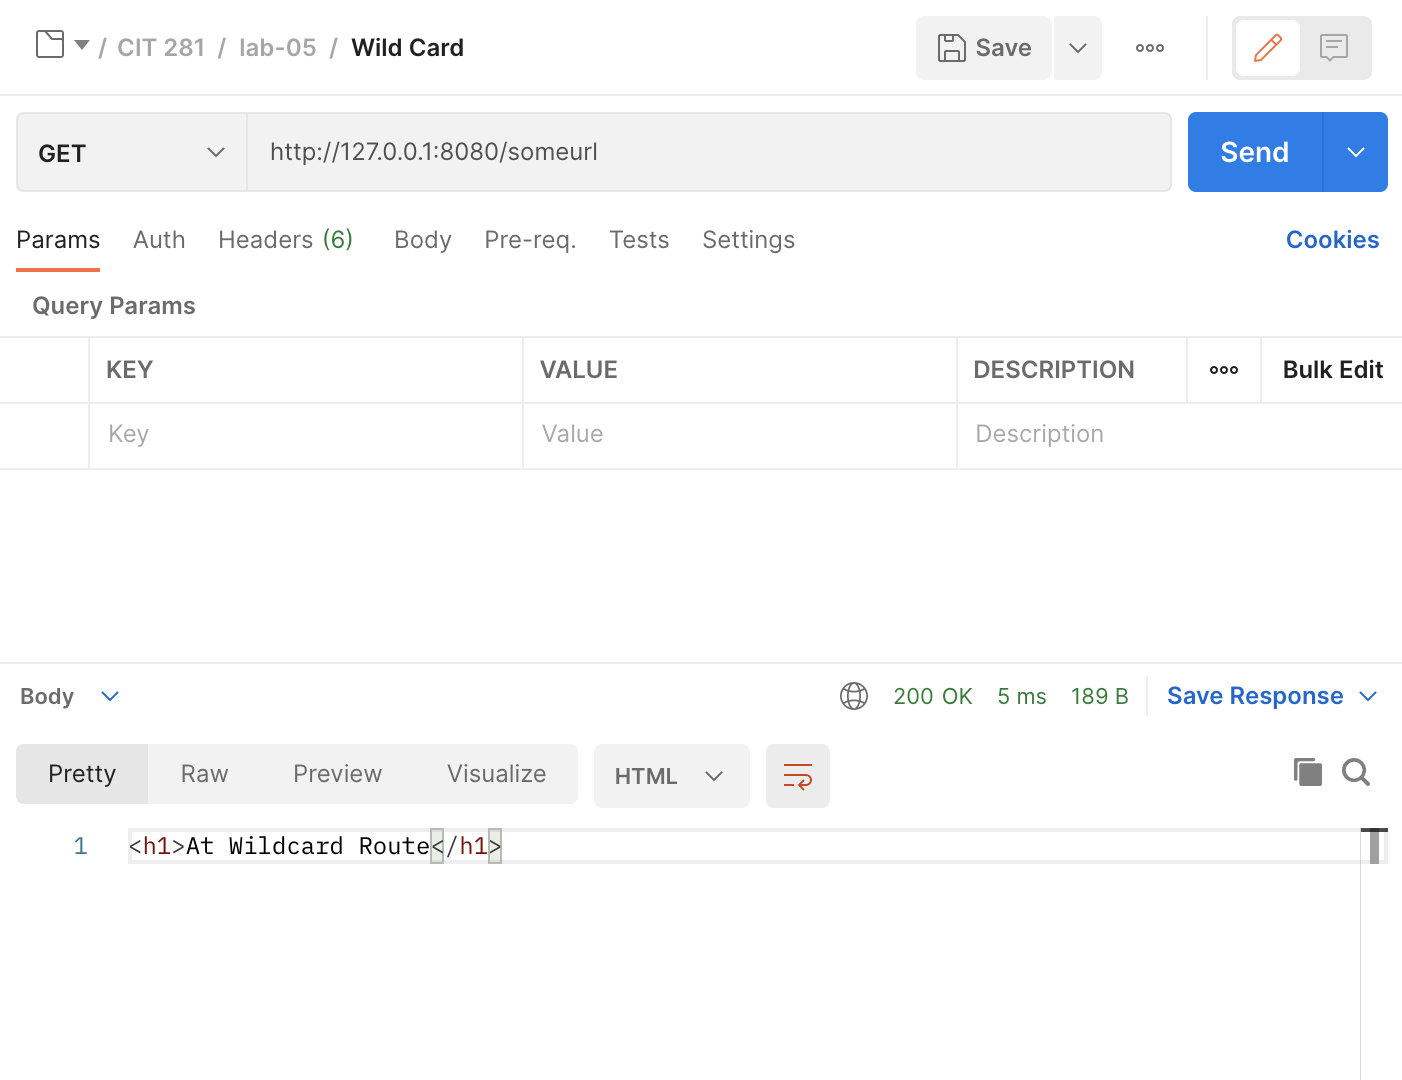 / CIT 281 / lab-05 / Wild Card Save
GET http://127.0.0.1:8080/someurl Send
Params Auth Headers (6) Body Pre-req. Tests Settings Cookies
Query Params
KEY VALUE DESCRIPTION Bulk Edit
Key Value Description
Body 200 OK 5 ms 189 B Save Response
Pretty Raw Preview Visualize HTML
1 <h1>At Wildcard Route</h1>